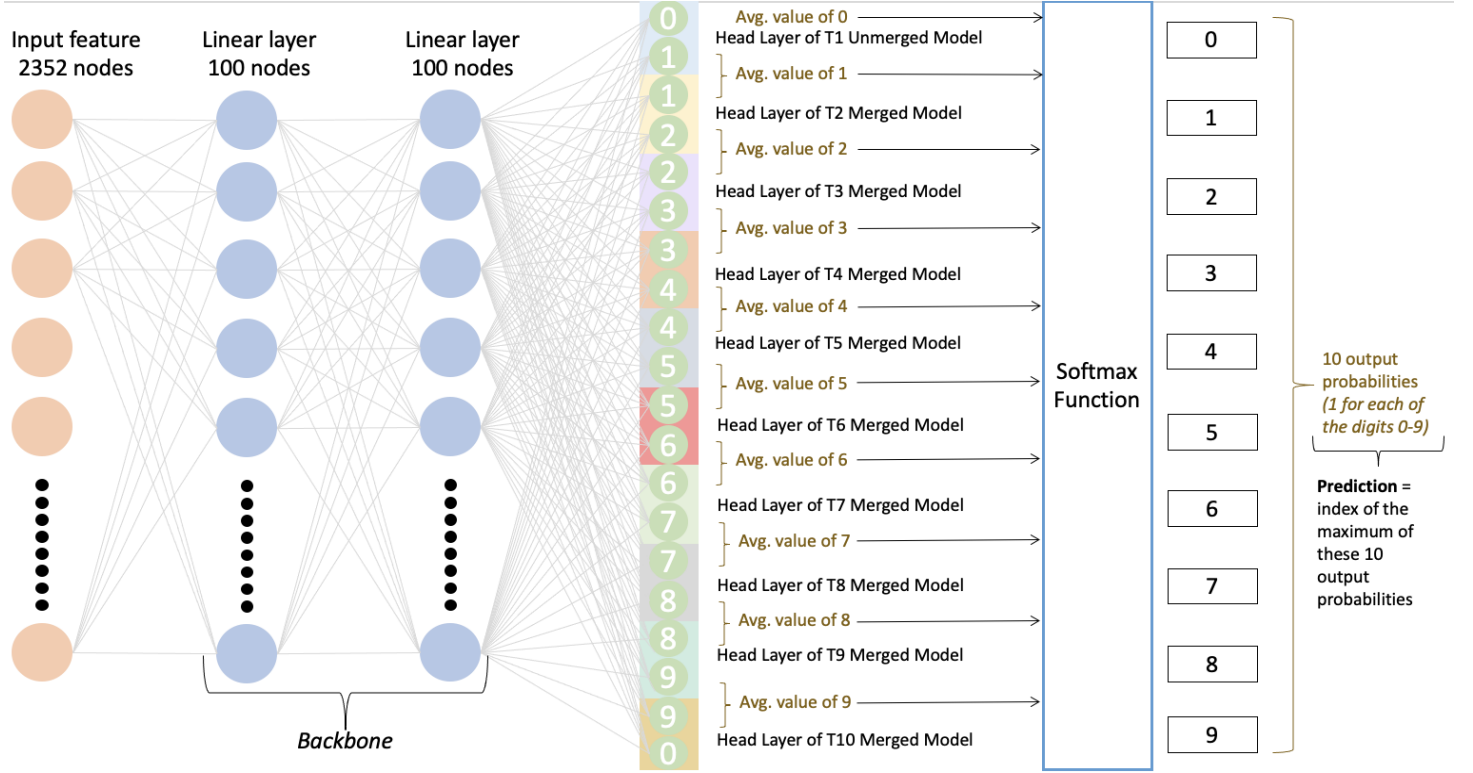 Input feature
2352 nodes
Linear layer
100 nodes
Linear layer
100 nodes
0
1
1
2
2
3
3
4
4
5
5
6
6
7
7
8
8
9
9
0
Avg. value of 0
Head Layer of T1 Unmerged Model
Avg. value of 1
Head Layer of T2 Merged Model
Avg. value of 2
Head Layer of T3 Merged Model
Avg. value of 3
Head Layer of T4 Merged Model
Avg. value of 4
Head Layer of T5 Merged Model
Avg. value of 5
Head Layer of T6 Merged Model
Avg. value of 6
Head Layer of T7 Merged Model
Avg. value of 7
Head Layer of T8 Merged Model
Avg. value of 8
Head Layer of T9 Merged Model
Avg. value of 9
Head Layer of T10 Merged Model
Softmax
Function
0
1
2
3
4
5
6
7
8
9
10 output
probabilities
(1 for each of
the digits 0-9)
Prediction =
index of the
maximum of
these 10
output
probabilities
Backbone